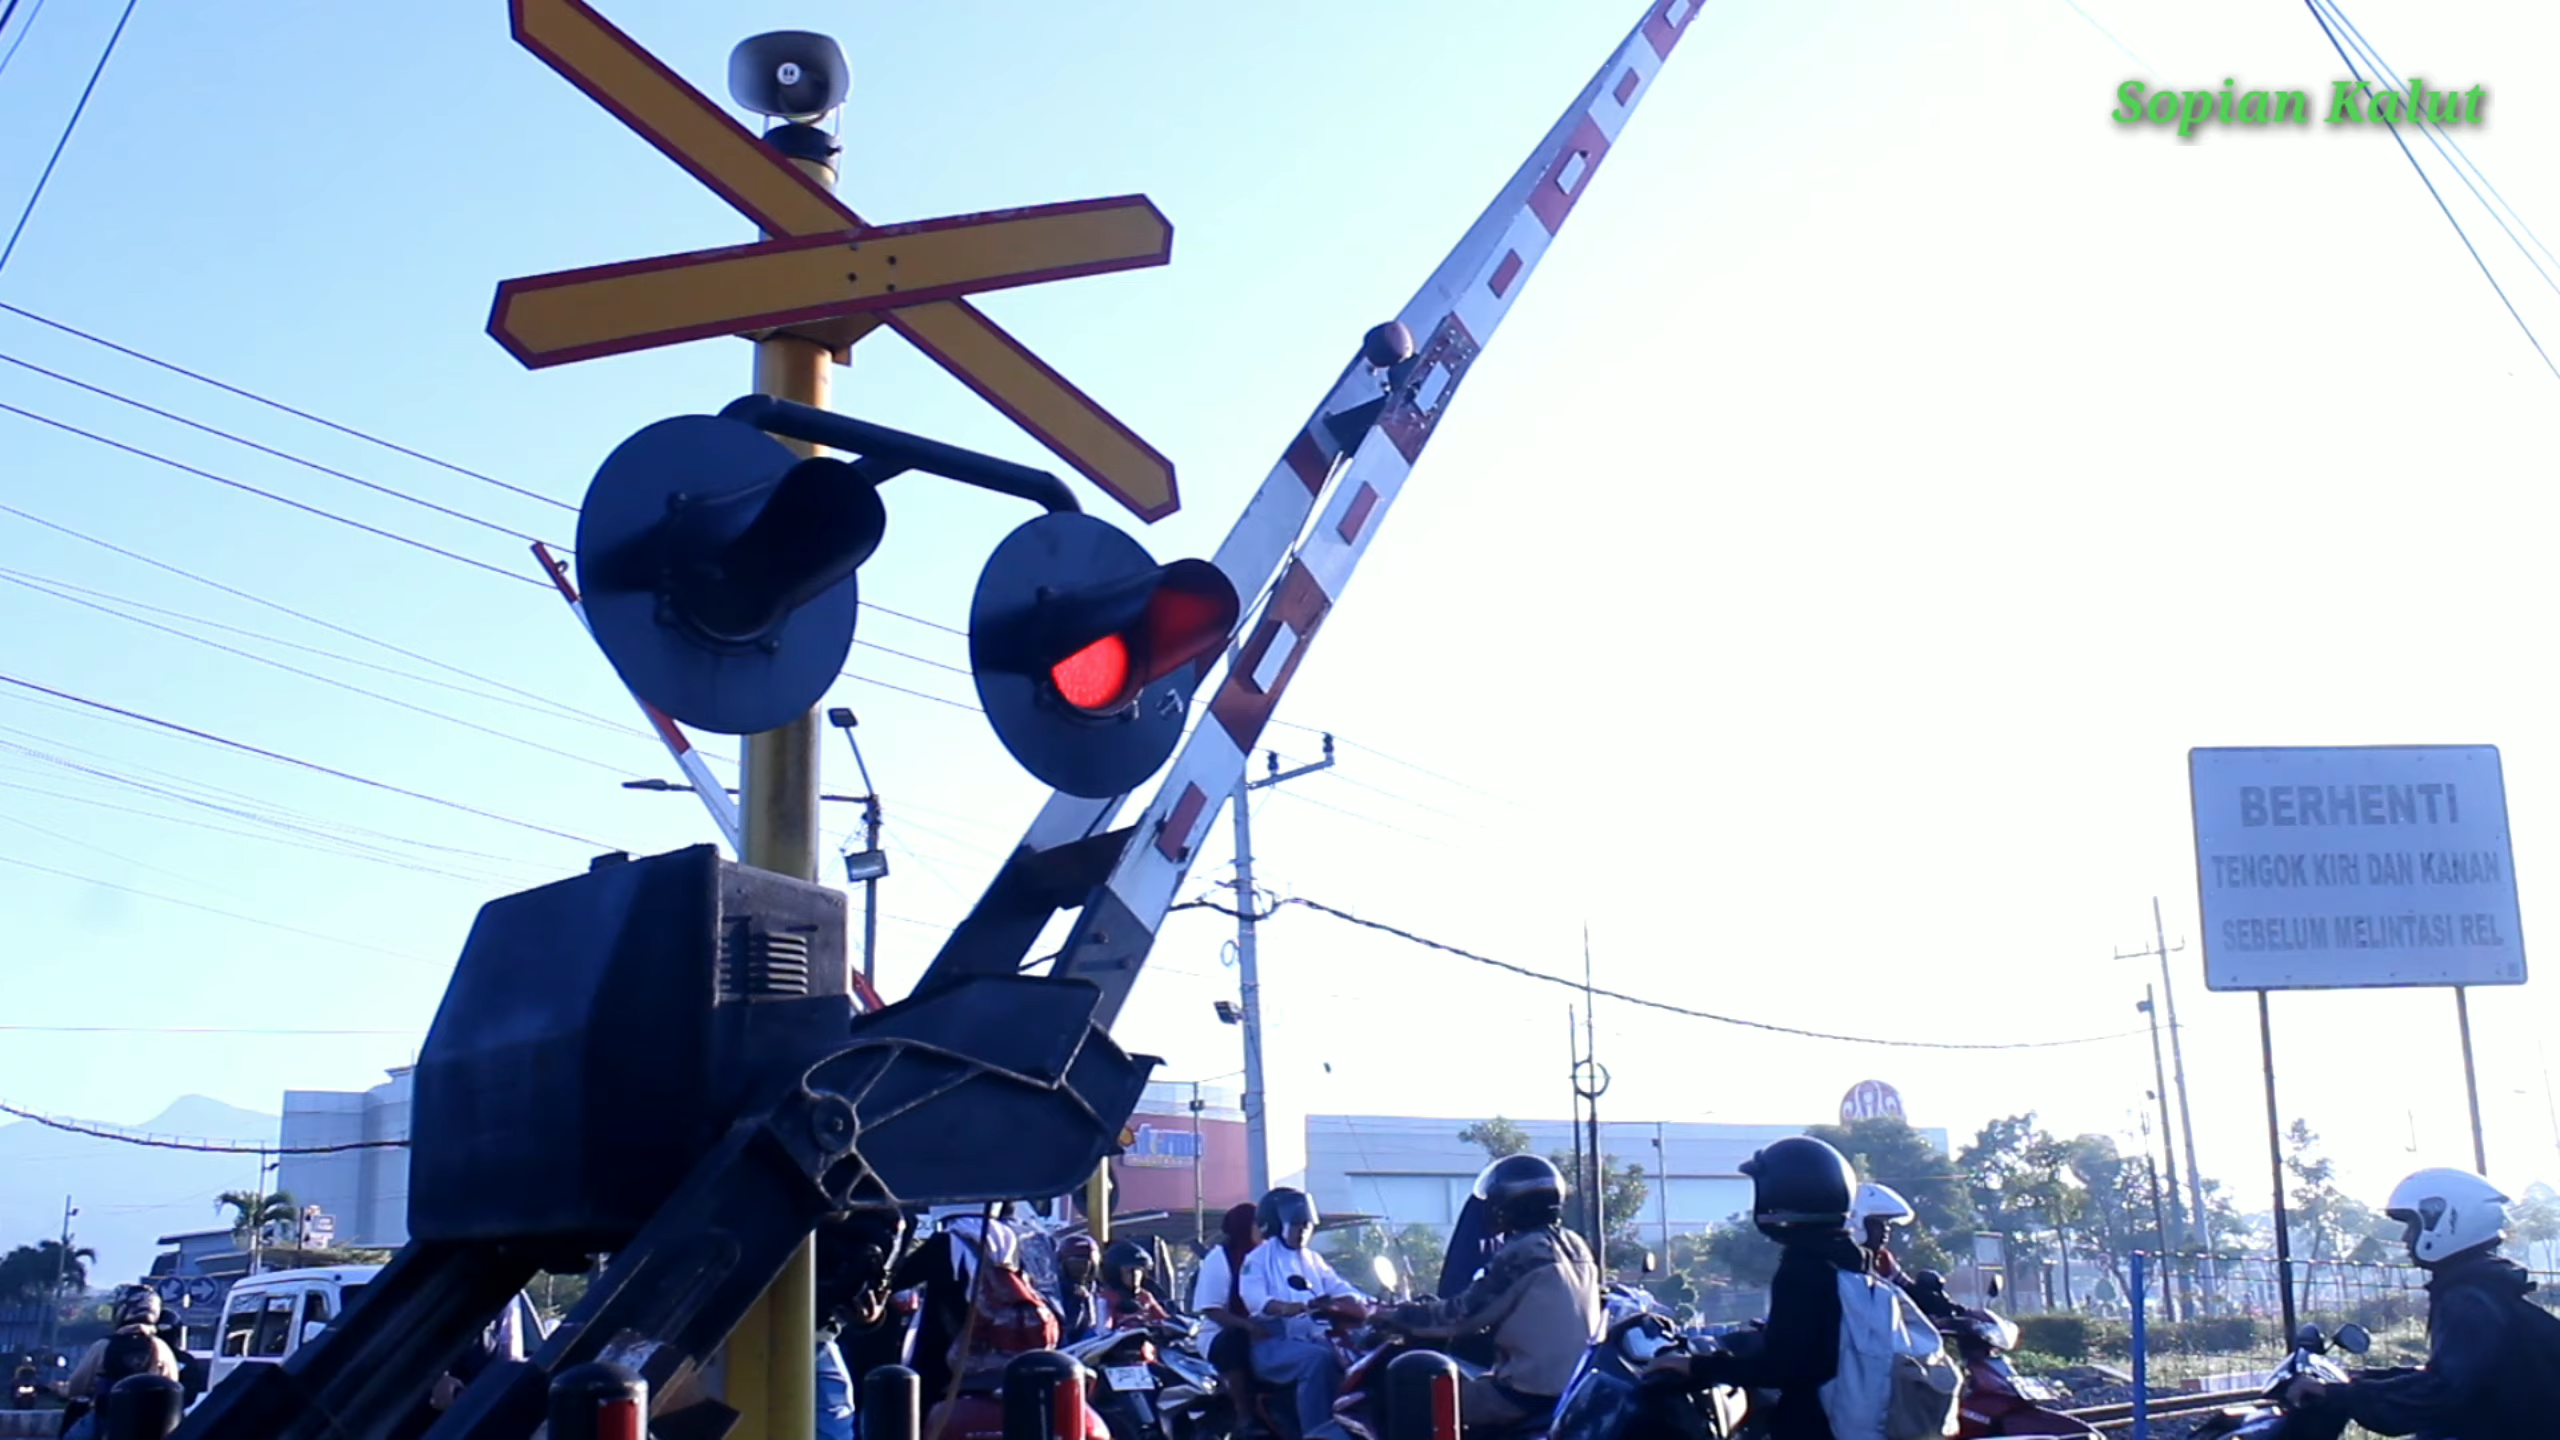 Sopian Kalut
BERHENTI
TENGOK KIRI DAN KANAN
SEBELUM MELINTASI REL